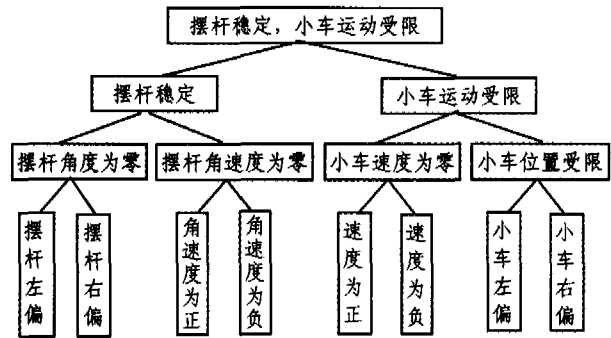 摆杆稳定，小车运动受限
摆杆稳定
小车运动受限
摆杆角度为零
摆杆角速度为零
小车速度为零
小车位置受限
摆杆左偏
摆杆右偏
角速度为正
角速度为负
速度为正
速度为负
小车左偏
小车右偏